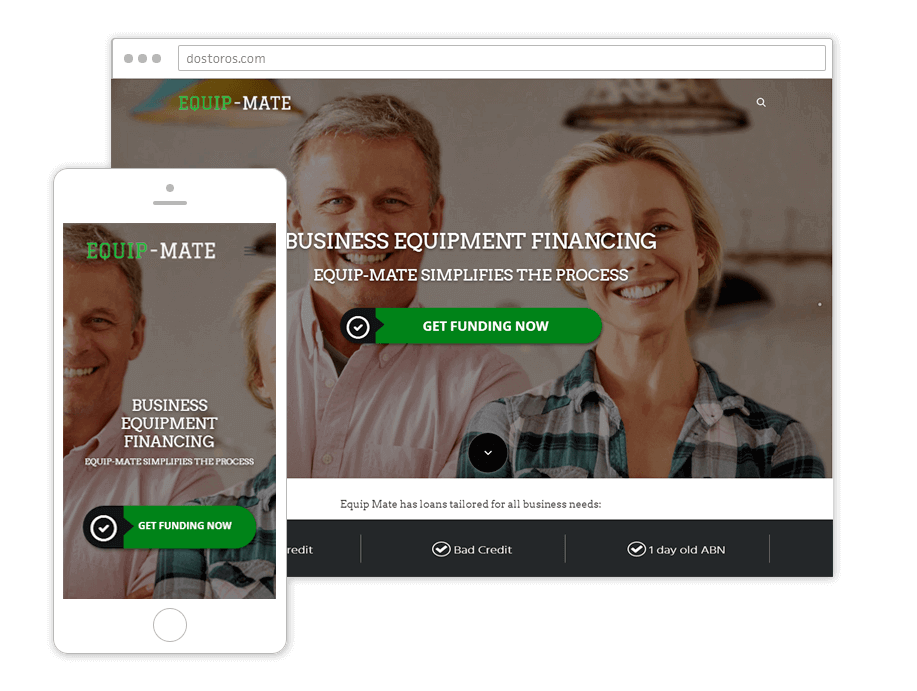 dostoros.com
EQUIP-MATE
BUSINESS EQUIPMENT FINANCING
EQUIP-MATE SIMPLIFIES THE PROCESS
GET FUNDING NOW
Equip Mate has loans tailored for all business needs:
redit
Bad Credit
1 day old ABN
EQUIP-MATE
BUSINESS
EQUIPMENT
FINANCING
EQUIP-MATE SIMPLIFIES THE PROCESS
GET FUNDING NOW